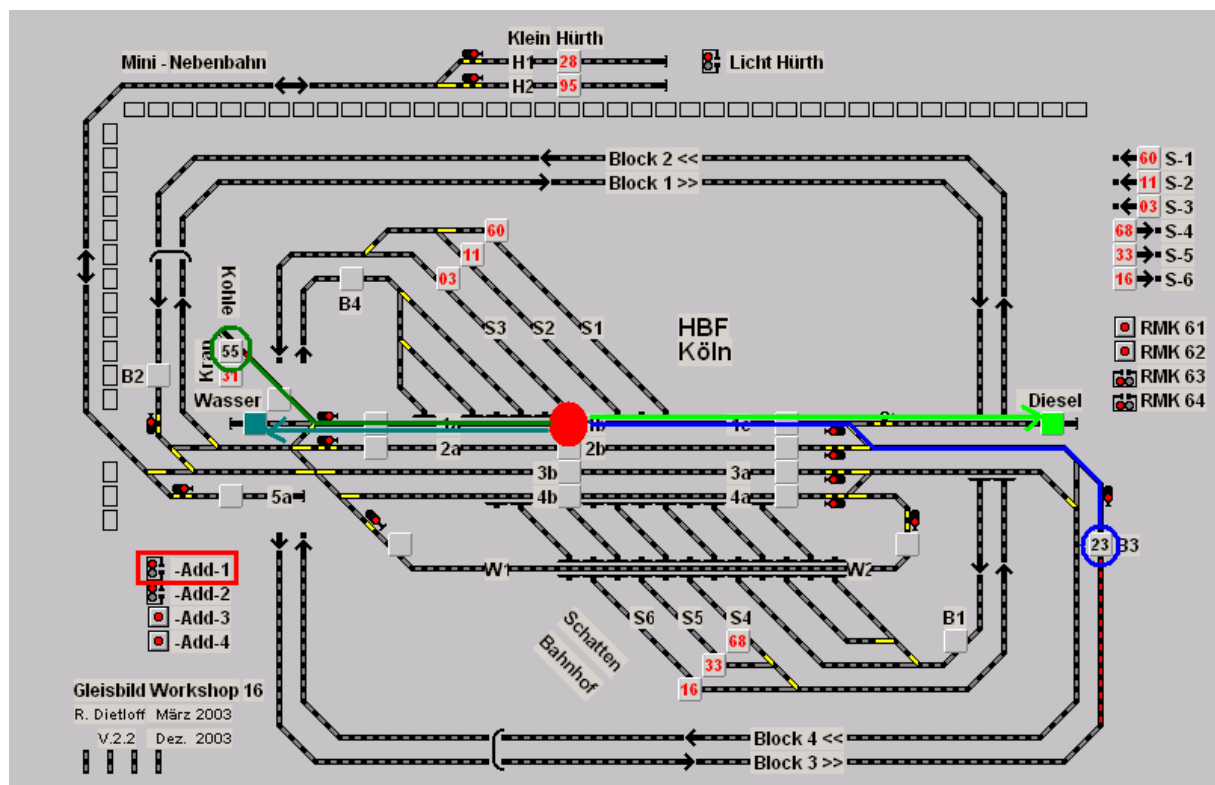 Klein Hürth
Mini - Nebenbahn
H1 28
Licht Hürth
H2 95
Block 2 <<
60 S-1
Block 1 >>
11 S-2
03 S-3
68 S-4
33 S-5
16 S-6
60
11
03
Kohle
B4
S3 S2 S1
HBF
Köln
RMK 61
RMK 62
RMK 63
RMK 64
55
Kran
31
B2
Wasser
Diesel
1c
2a 2b
3b 3a
4b 4a
5a
23 B3
W1 W2
-Add-1
-Add-2
-Add-3
-Add-4
S6 S5 S4
B1
68
33
16
Schatten
Bahnhof
Gleisbild Workshop 16
R. Dietloff März 2003
V.2.2 Dez. 2003
Block 4 <<
Block 3 >>